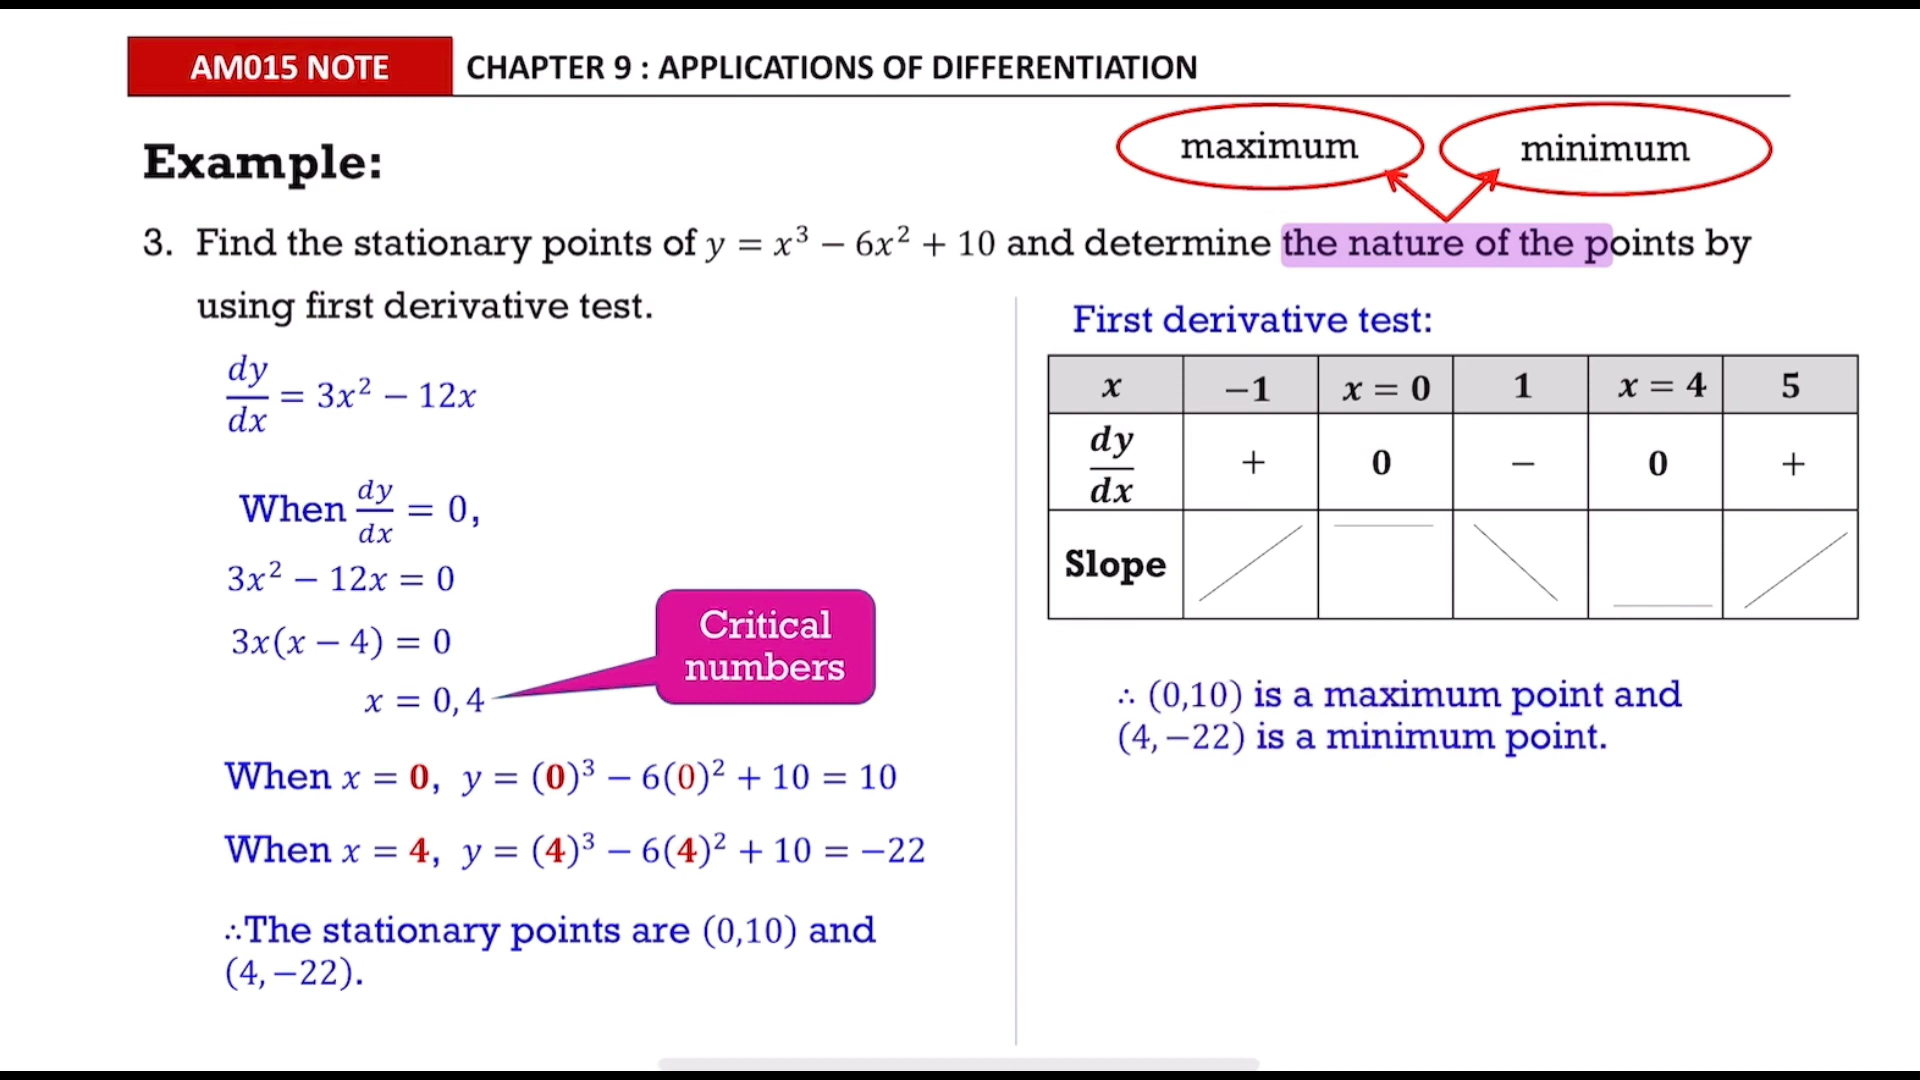 AM015 NOTE
CHAPTER 9 : APPLICATIONS OF DIFFERENTIATION
maximum
minimum
Example:
3. Find the stationary points of y = x³ − 6x² + 10 and determine the nature of the points by
using first derivative test.
dy/dx = 3x² − 12x
When dy/dx = 0,
3x² − 12x = 0
3x(x − 4) = 0
x = 0, 4
Critical
numbers
When x = 0, y = (0)³ − 6(0)² + 10 = 10
When x = 4, y = (4)³ − 6(4)² + 10 = −22
∴The stationary points are (0,10) and
(4, −22).
First derivative test:
x −1 x = 0 1 x = 4 5
dy/dx + 0 − 0 +
Slope
∴ (0,10) is a maximum point and
(4, −22) is a minimum point.